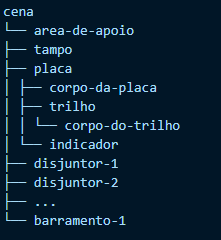 cena
└── area-de-apoio
├── tampo
├── placa
│ ├── corpo-da-placa
│ ├── trilho
│ │ └── corpo-do-trilho
│ └── indicador
├── disjuntor-1
├── disjuntor-2
├── ...
└── barramento-1